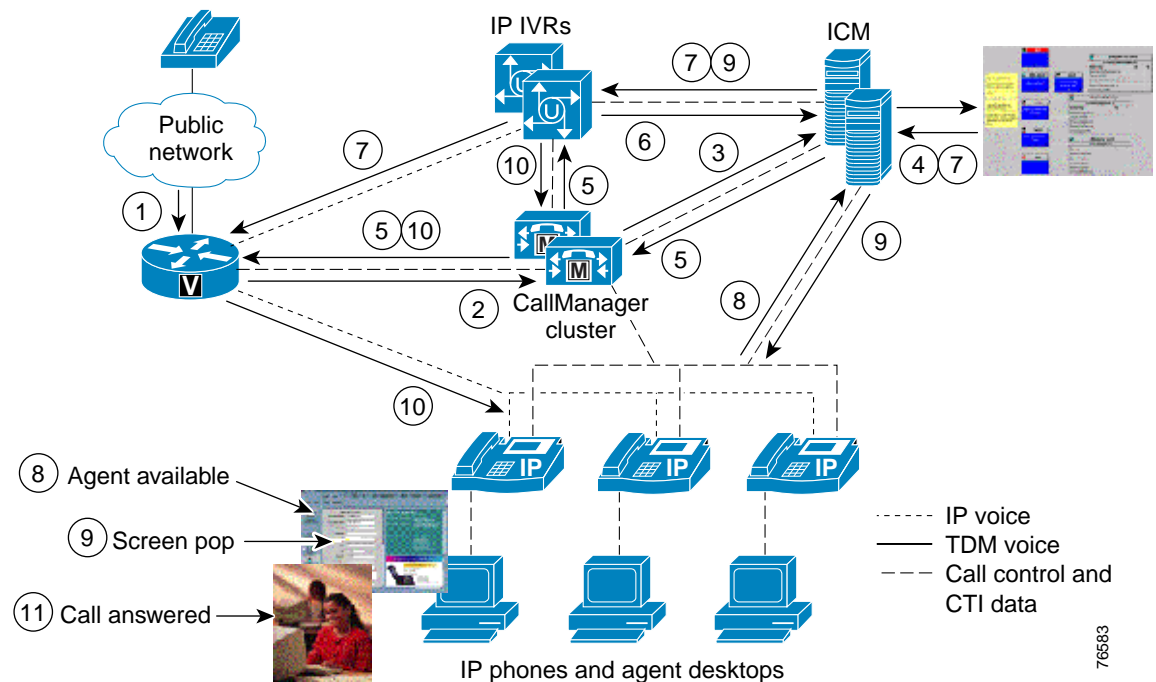 IP IVRs
ICM
7 9
Public
network
7
6
3
10
5
4 7
1
5 10
M
M
5
9
V
2
CallManager
cluster
8
10
8 Agent available
IP
IP
IP
9 Screen pop
IP voice
TDM voice
Call control and
CTI data
11 Call answered
IP phones and agent desktops
76583
U
U